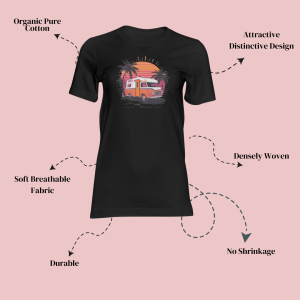 Organic Pure
Cotton
Attractive
Distinctive Design
Densely Woven
Soft Breathable
Fabric
No Shrinkage
Durable